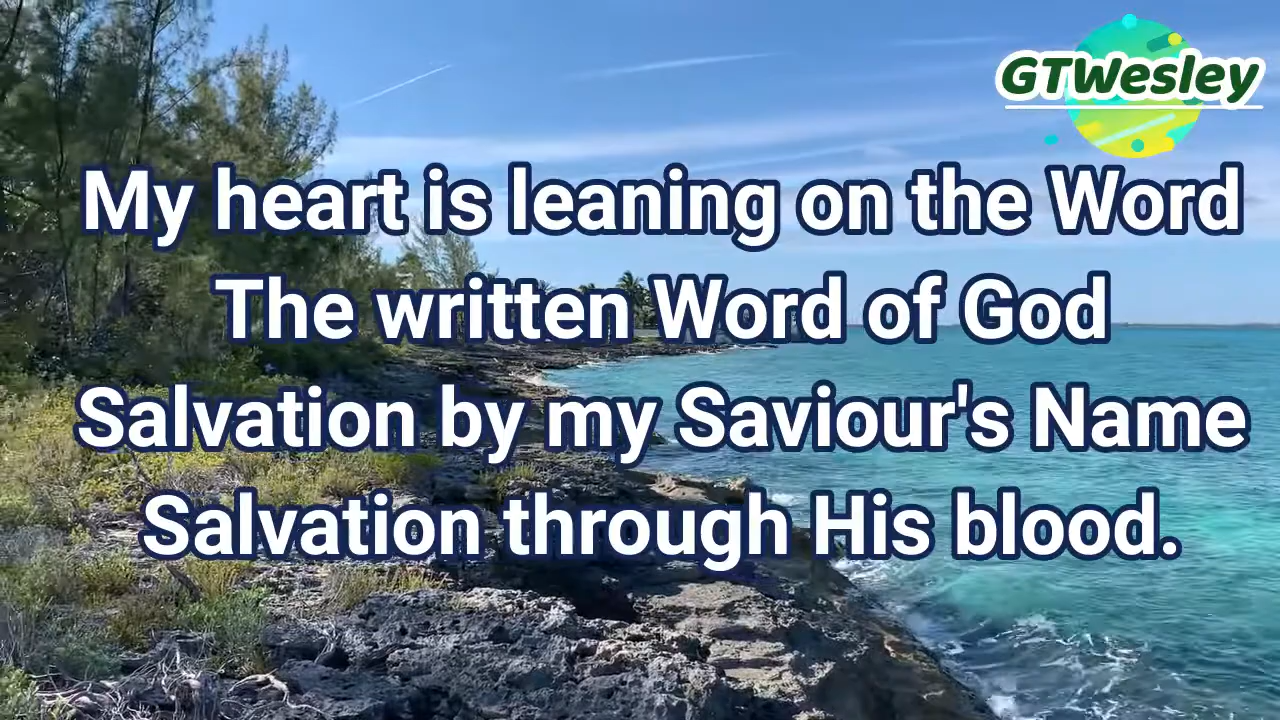 GTWesley
My heart is leaning on the Word
The written Word of God
Salvation by my Saviour's Name
Salvation through His blood.